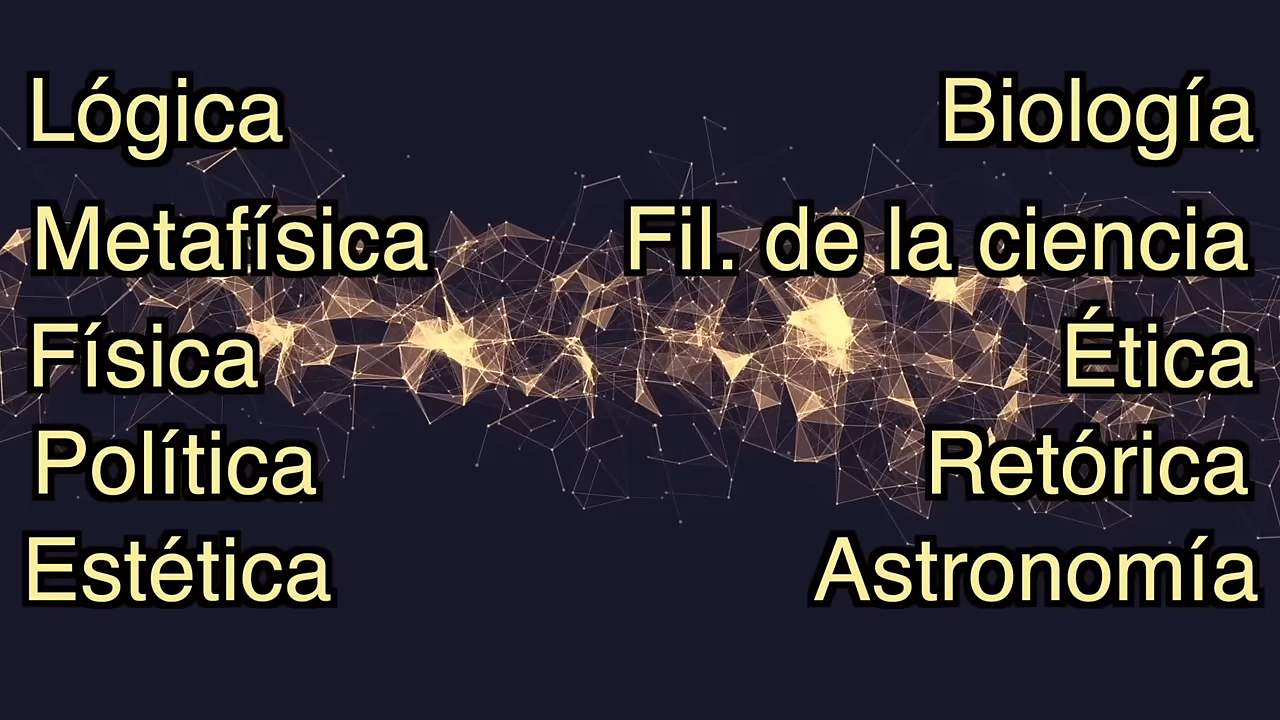 Lógica
Metafísica
Física
Política
Estética
Biología
Fil. de la ciencia
Ética
Retórica
Astronomía